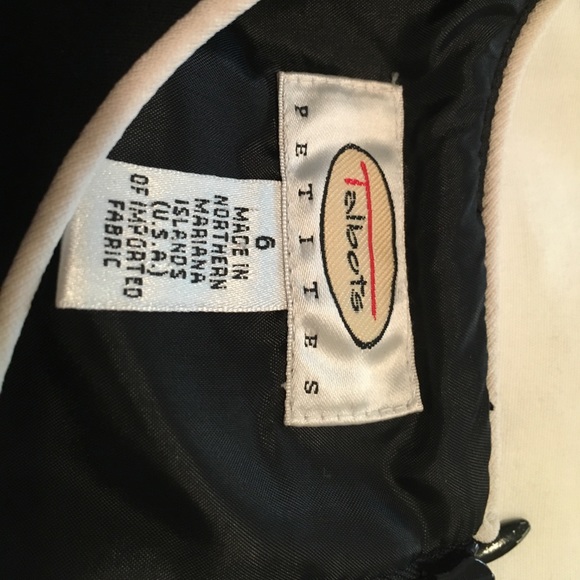 Talbots
PETITES
6
MADE IN
NORTHERN
MARIANA
ISLANDS
(U.S.A.)
OF IMPORTED
FABRIC